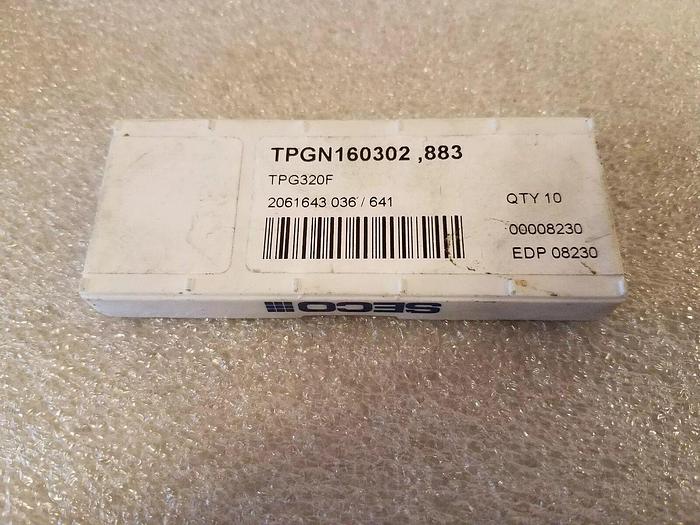 TPGN160302 ,883
TPG320F
2061643 036 / 641
QTY 10
00008230
EDP 08230
SECO